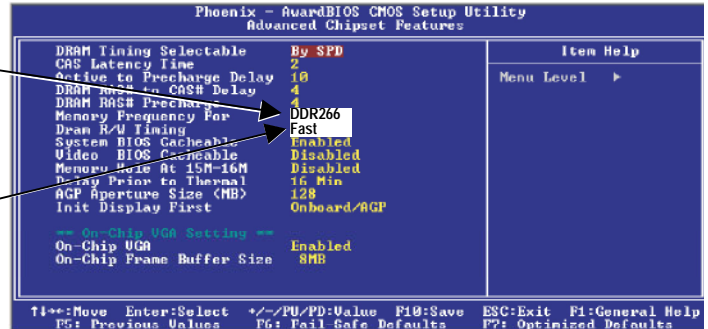 Phoenix - AwardBIOS CMOS Setup Utility
Advanced Chipset Features
DRAM Timing Selectable By SPD
CAS Latency Time 2
Active to Precharge Delay 10
DRAM RAS# to CAS# Delay 4
DRAM RAS# Precharge 4
Memory Frequency For DDR266
Dram R/W Timing Fast
System BIOS Cacheable Enabled
Video BIOS Cacheable Disabled
Memory Hole At 15M-16M Disabled
Delay Prior to Thermal 16 Min
AGP Aperture Size (MB) 128
Init Display First Onboard/AGP
== On-Chip VGA Setting ==
On-Chip VGA Enabled
On-Chip Frame Buffer Size 8MB
Item Help
Menu Level ▶
↑↓→←:Move Enter:Select +/-/PU/PD:Value F10:Save ESC:Exit F1:General Help
F5: Previous Values F6: Fail-Safe Defaults F7: Optimized Defaults